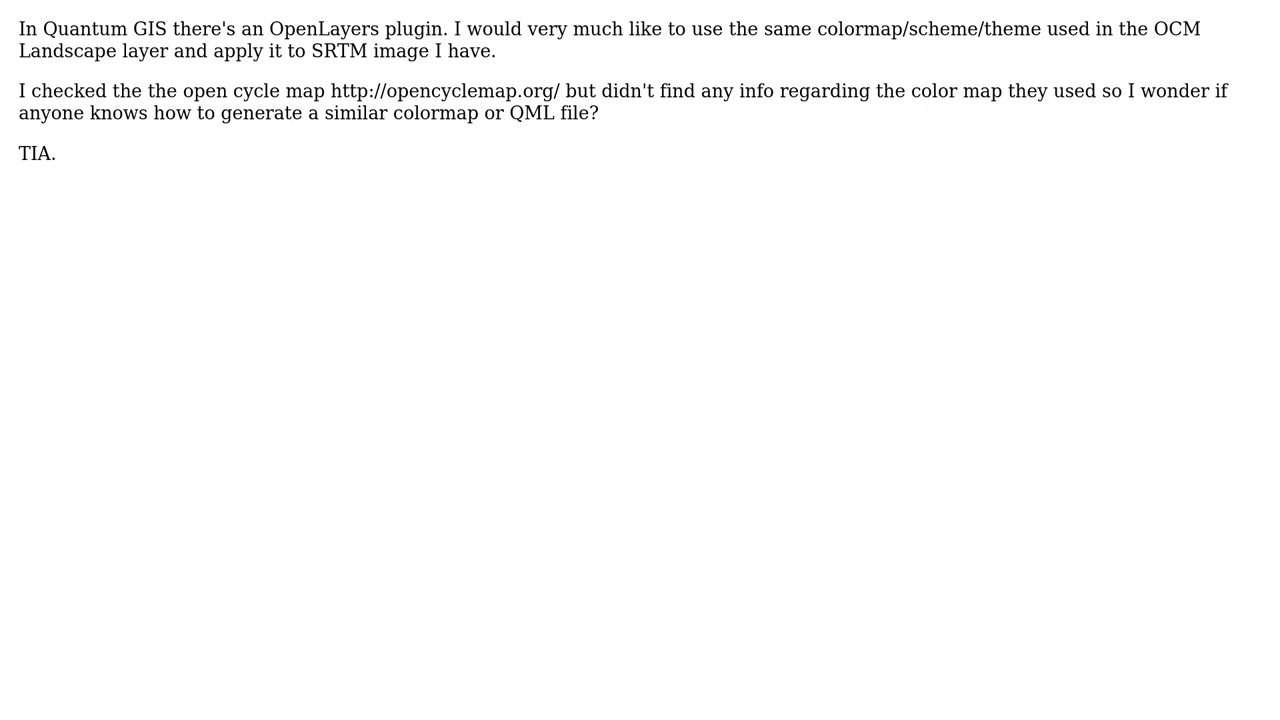 In Quantum GIS there's an OpenLayers plugin. I would very much like to use the same colormap/scheme/theme used in the OCM
Landscape layer and apply it to SRTM image I have.
I checked the the open cycle map http://opencyclemap.org/ but didn't find any info regarding the color map they used so I wonder if
anyone knows how to generate a similar colormap or QML file?
TIA.